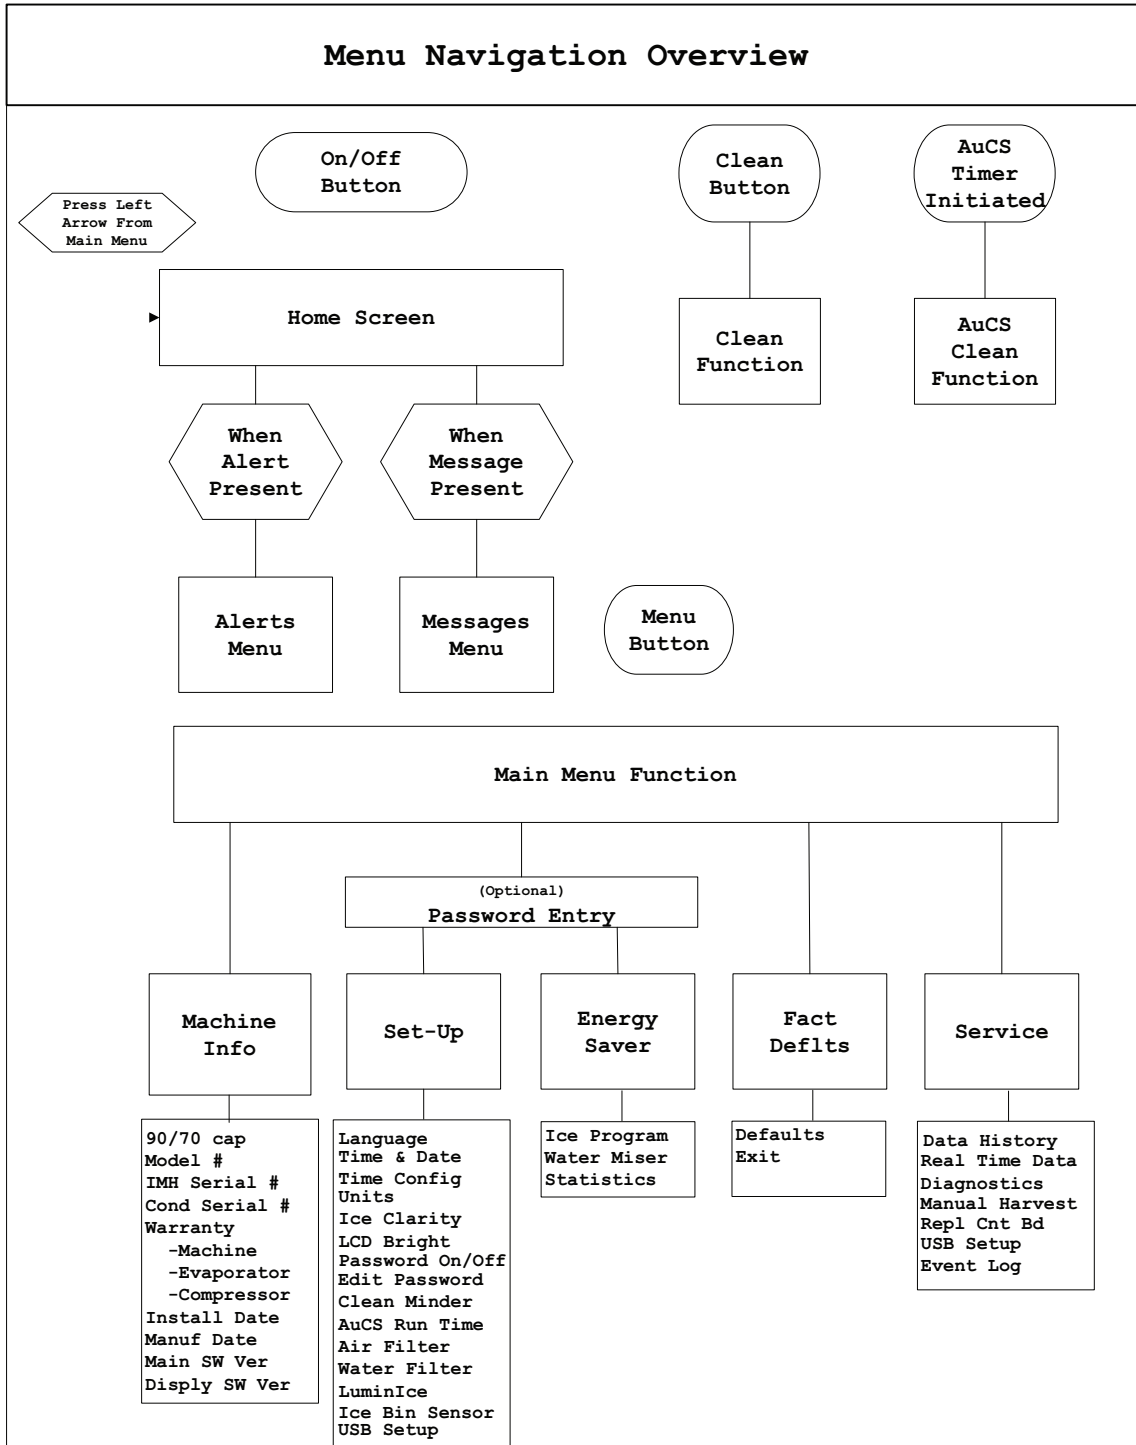 Menu Navigation Overview
On/Off
Button
Clean
Button
AuCS
Timer
Initiated
Press Left
Arrow From
Main Menu
Home Screen
Clean
Function
AuCS
Clean
Function
When
Alert
Present
When
Message
Present
Alerts
Menu
Messages
Menu
Menu
Button
Main Menu Function
(Optional)
Password Entry
Machine
Info
Set-Up
Energy
Saver
Fact
Deflts
Service
90/70 cap
Model #
IMH Serial #
Cond Serial #
Warranty
-Machine
-Evaporator
-Compressor
Install Date
Manuf Date
Main SW Ver
Disply SW Ver
Language
Time & Date
Time Config
Units
Ice Clarity
LCD Bright
Password On/Off
Edit Password
Clean Minder
AuCS Run Time
Air Filter
Water Filter
LuminIce
Ice Bin Sensor
USB Setup
Ice Program
Water Miser
Statistics
Defaults
Exit
Data History
Real Time Data
Diagnostics
Manual Harvest
Repl Cnt Bd
USB Setup
Event Log